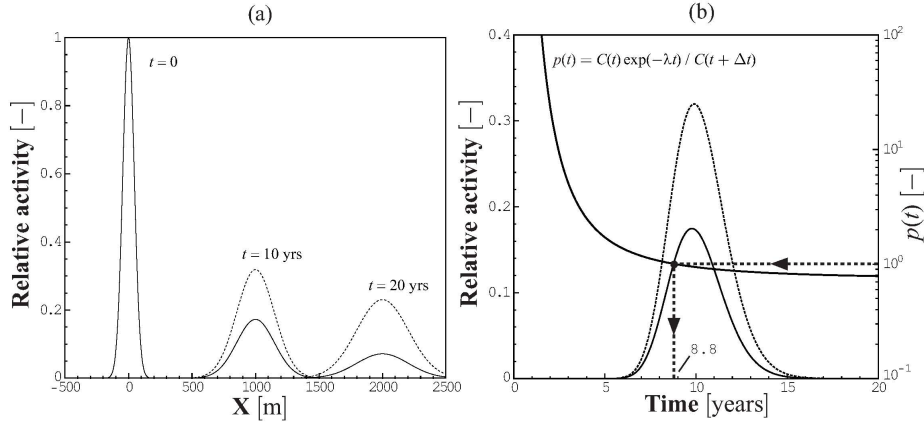 (a)
Relative activity [−]
1
0.8
0.6
0.4
0.2
0
t = 0
t = 10 yrs
t = 20 yrs
-500
0
500
1000
1500
2000
2500
X [m]
(b)
Relative activity [−]
0.4
0.3
0.2
0.1
0
p(t) = C(t) exp(−λt) / C(t + Δt)
8.8
0
5
10
15
20
Time [years]
10²
10¹
10⁰
10⁻¹
p(t) [−]